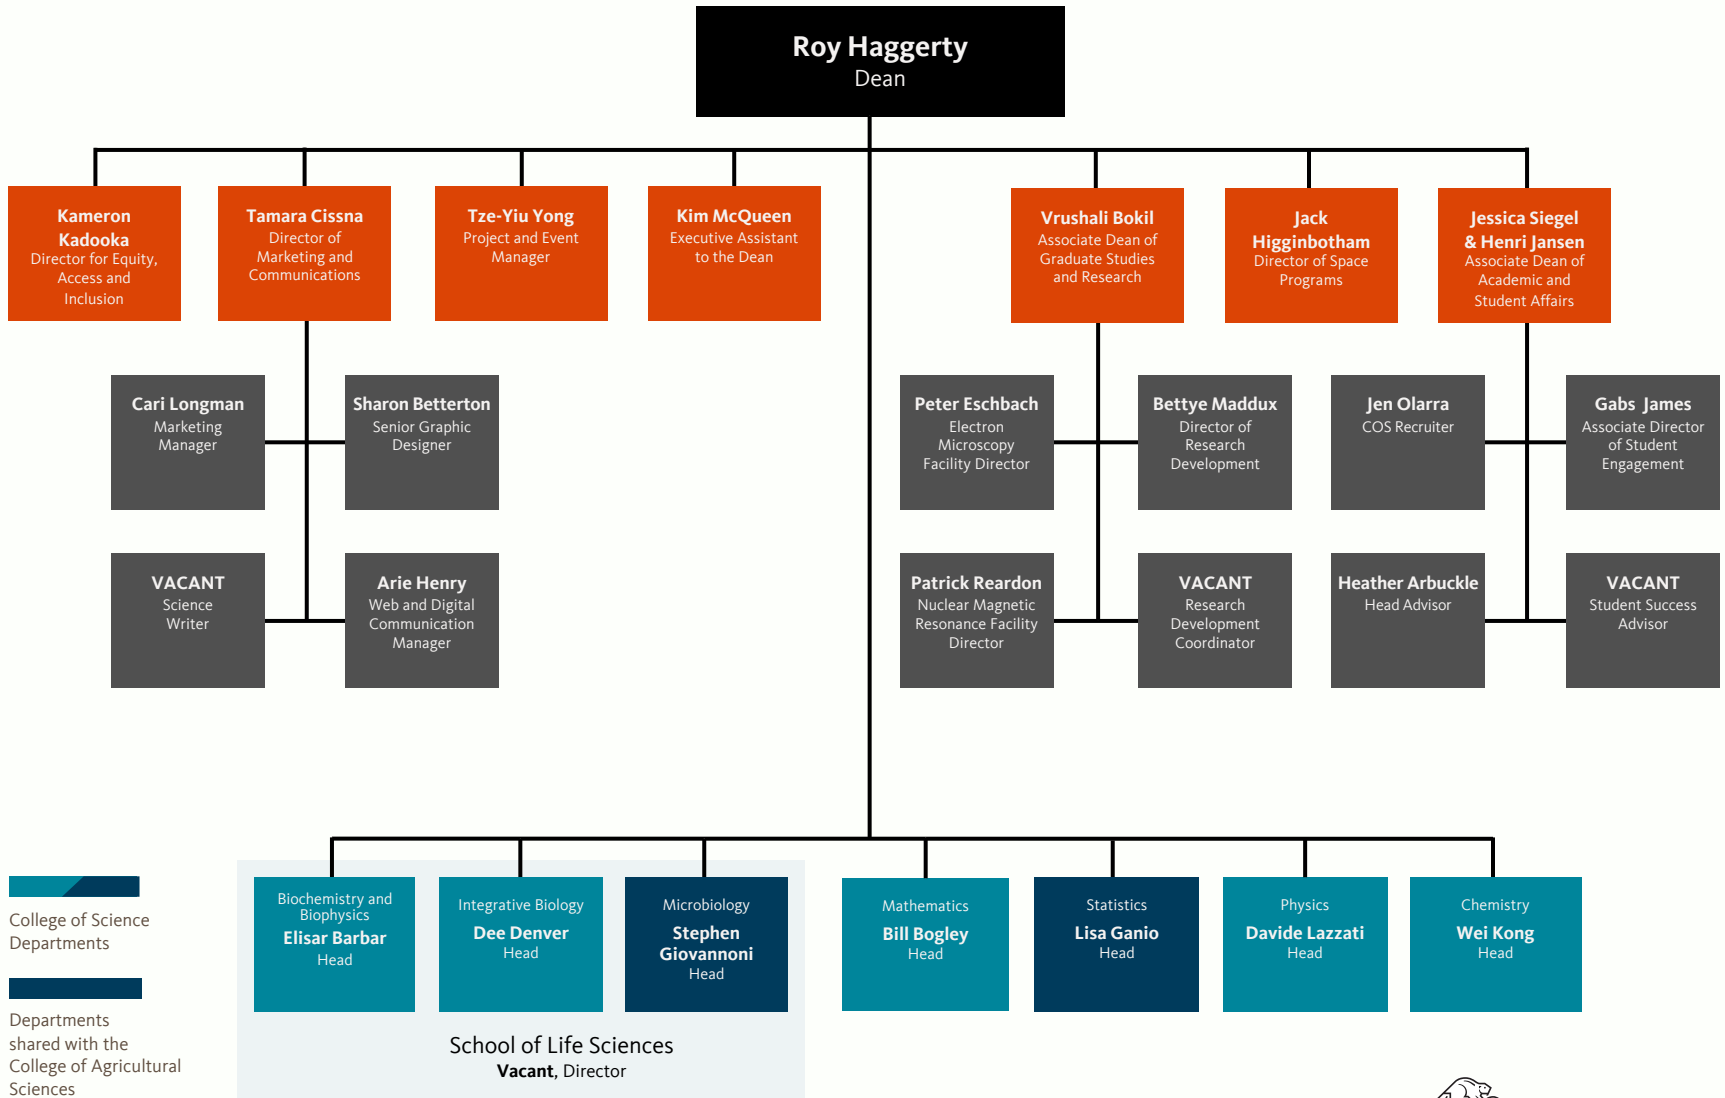 Roy Haggerty
Dean
Kameron
Kadooka
Director for Equity,
Access and
Inclusion
Tamara Cissna
Director of
Marketing and
Communications
Tze-Yiu Yong
Project and Event
Manager
Kim McQueen
Executive Assistant
to the Dean
Vrushali Bokil
Associate Dean of
Graduate Studies
and Research
Jack
Higginbotham
Director of Space
Programs
Jessica Siegel
& Henri Jansen
Associate Dean of
Academic and
Student Affairs
Cari Longman
Marketing
Manager
Sharon Betterton
Senior Graphic
Designer
Peter Eschbach
Electron
Microscopy
Facility Director
Bettye Maddux
Director of
Research
Development
Jen Olarra
COS Recruiter
Gabs James
Associate Director
of Student
Engagement
VACANT
Science
Writer
Arie Henry
Web and Digital
Communication
Manager
Patrick Reardon
Nuclear Magnetic
Resonance Facility
Director
VACANT
Research
Development
Coordinator
Heather Arbuckle
Head Advisor
VACANT
Student Success
Advisor
College of Science
Departments
Departments
shared with the
College of Agricultural
Sciences
Biochemistry and
Biophysics
Elisar Barbar
Head
Integrative Biology
Dee Denver
Head
Microbiology
Stephen
Giovannoni
Head
Mathematics
Bill Bogley
Head
Statistics
Lisa Ganio
Head
Physics
Davide Lazzati
Head
Chemistry
Wei Kong
Head
School of Life Sciences
Vacant, Director